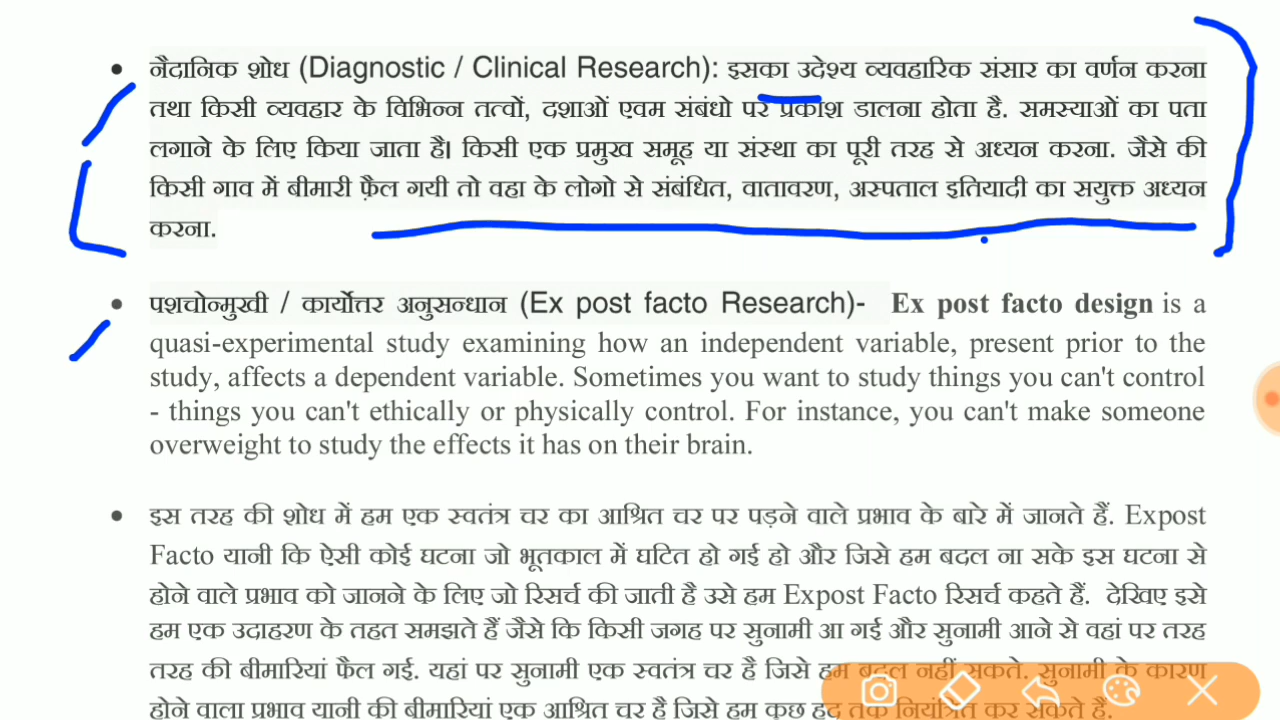 नैदानिक शोध (Diagnostic / Clinical Research): इसका उदेश्य व्यवहारिक संसार का वर्णन करना
तथा किसी व्यवहार के विभिन्न तत्वों, दशाओं एवम संबंधो पर प्रकाश डालना होता है. समस्याओं का पता
लगाने के लिए किया जाता है। किसी एक प्रमुख समूह या संस्था का पूरी तरह से अध्यन करना. जैसे की
किसी गाव में बीमारी फ़ैल गयी तो वहा के लोगो से संबंधित, वातावरण, अस्पताल इतियादी का सयुक्त अध्यन
करना.
पशचोन्मुखी / कार्योत्तर अनुसन्धान (Ex post facto Research)- Ex post facto design is a
quasi-experimental study examining how an independent variable, present prior to the
study, affects a dependent variable. Sometimes you want to study things you can't control
- things you can't ethically or physically control. For instance, you can't make someone
overweight to study the effects it has on their brain.
इस तरह की शोध में हम एक स्वतंत्र चर का आश्रित चर पर पड़ने वाले प्रभाव के बारे में जानते हैं. Expost
Facto यानी कि ऐसी कोई घटना जो भूतकाल में घटित हो गई हो और जिसे हम बदल ना सके इस घटना से
होने वाले प्रभाव को जानने के लिए जो रिसर्च की जाती है उसे हम Expost Facto रिसर्च कहते हैं. देखिए इसे
हम एक उदाहरण के तहत समझते हैं जैसे कि किसी जगह पर सुनामी आ गई और सुनामी आने से वहां पर तरह
तरह की बीमारियां फैल गई. यहां पर सुनामी एक स्वतंत्र चर है जिसे हम बदल नहीं सकते. सुनामी के कारण
होने वाला प्रभाव यानी की बीमारियां एक आश्रित चर है जिसे हम कुछ हद तक नियंत्रित कर सकते हैं.